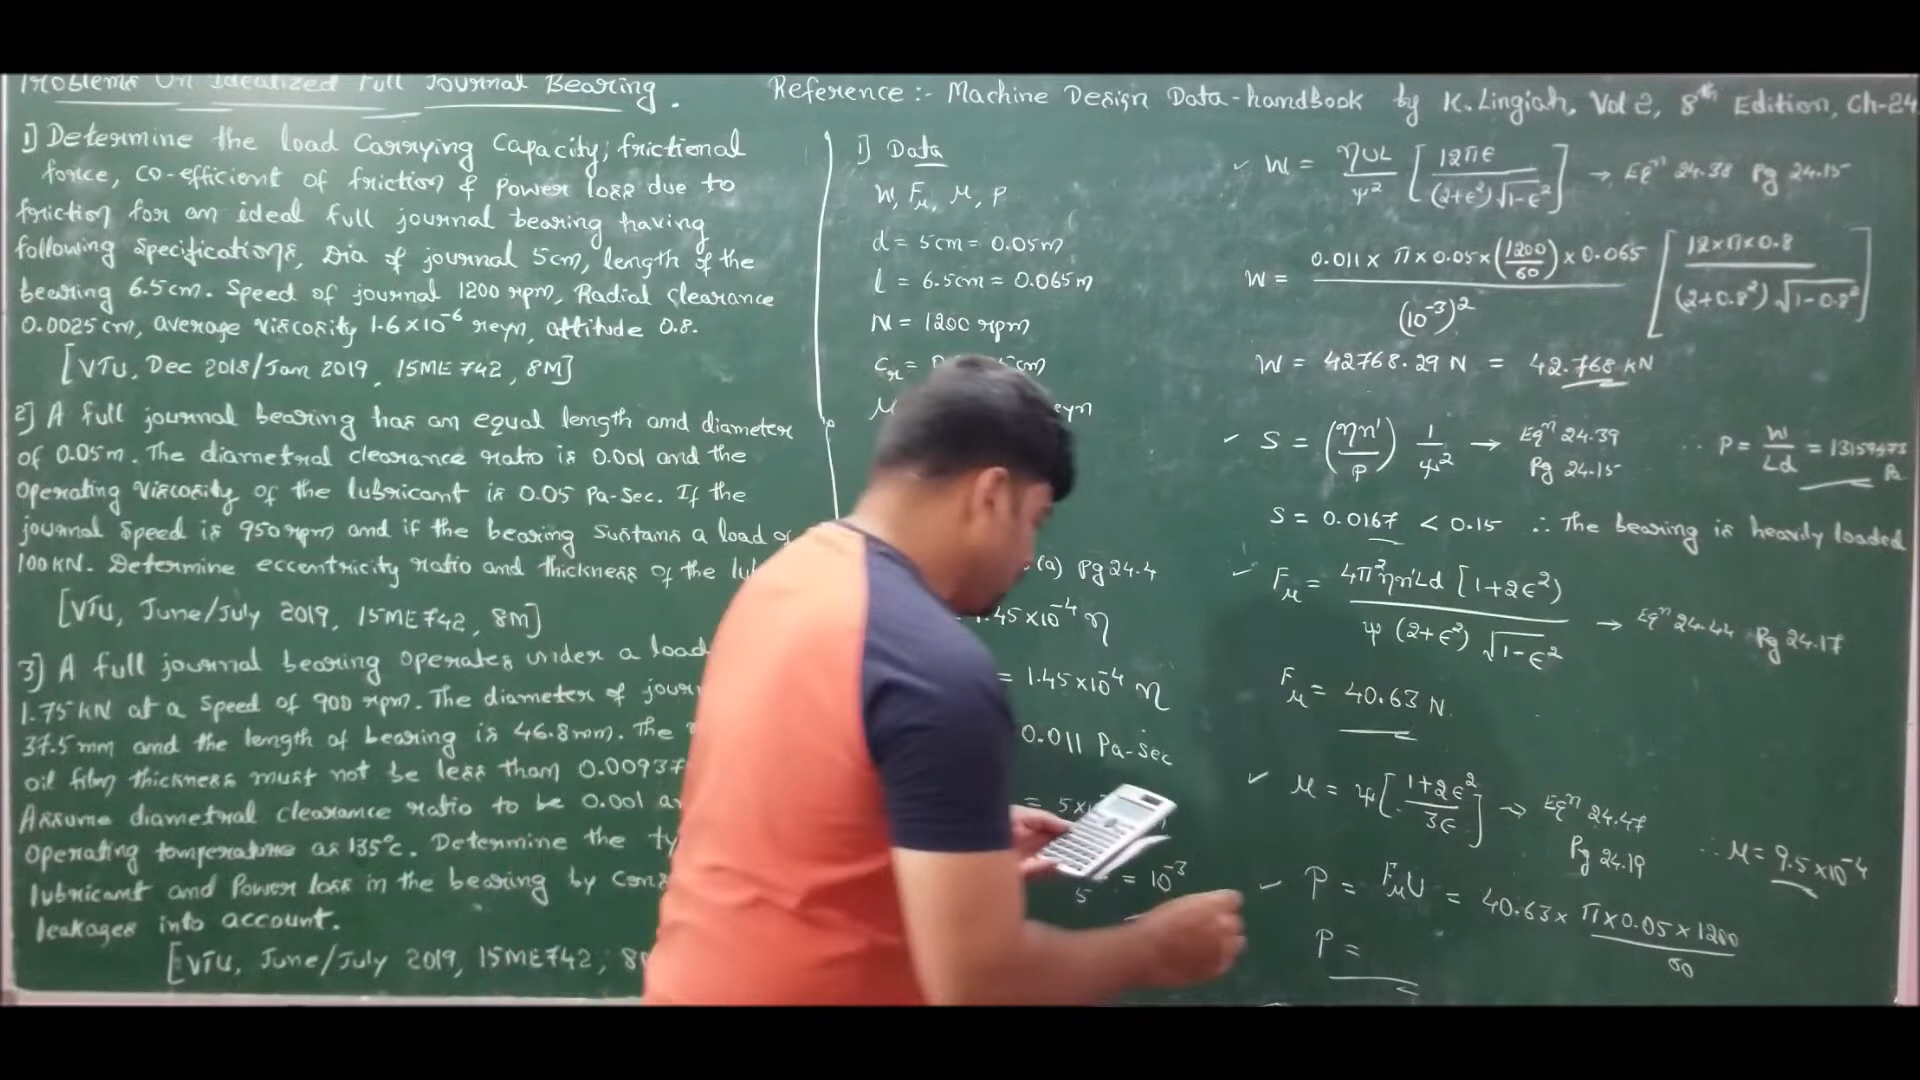 Problems On Idealized Full Journal Bearing.
Reference:- Machine Design Data-handbook by K. Lingiah, Vol 2, 8th Edition, Ch-24
1) Determine the load Carrying Capacity, frictional
force, co-efficient of friction & power loss due to
friction for an ideal full journal bearing having
following Specifications, Dia of journal 5cm, length of the
bearing 6.5cm. Speed of journal 1200 rpm, Radial clearance
0.0025 cm, average viscosity 1.6×10⁻⁶ reyn, attitude 0.8.
[VTU, Dec 2018/Jan 2019, 15ME742, 8M]
2] A full journal bearing has an equal length and diameter
of 0.05m. The diametral clearance ratio is 0.001 and the
Operating Viscosity of the lubricant is 0.05 Pa-sec. If the
journal Speed is 950 rpm and if the bearing Sustans a load
100KN. Determine eccentricity ratio and thickness of the
[VTU, June/July 2019, 15ME742, 8M]
3] A full journal bearing Operates under a load
1.75 KN at a Speed of 900 rpm. The diameter of
37.5 mm and the length of bearing is 46.8mm. The
oil film thickness must not be less than
Assume diametral clearance ratio to be 0.001
Operating temperature as 135°c. Determine the
lubricant and Power loss in the bearing by
leakages into account.
[VTU, June/July 2019, 15ME742,
1) Data
W, Fμ, μ, P
d = 5cm = 0.05m
l = 6.5cm = 0.065m
N = 1200 rpm
(a) Pg 24.4
×10⁻⁴ η
= 1.45×10⁻⁴ η
0.011 Pa-sec
= 10⁻³
W = ηUL/ψ² [12πϵ/((2+ϵ²)√(1-ϵ²))] → Eqⁿ 24.38 Pg 24.15
W = 0.011 × π×0.05×(1200/60)×0.065/(10⁻³)² [12×π×0.8/((2+0.8²)√(1-0.8²))]
W = 42768.29 N = 42.768 KN
S = (ηn'/P) 1/ψ² → Eqⁿ 24.39 Pg 24.15 ∴ P = W/Ld = Pa
S = 0.0167 < 0.15 ∴ The bearing is heavily loaded
Fμ = 4π²ηn'Ld [1+2ϵ²]/(ψ (2+ϵ²) √(1-ϵ²)) → Eqⁿ 24.44 Pg 24.17
Fμ = 40.63 N
μ = ψ[(1+2ϵ²)/3ϵ] → Eqⁿ 24.47 Pg 24.19 ∴ μ = 9.5×10⁻⁴
P = FμU = 40.63 × π×0.05×1200/60
P =